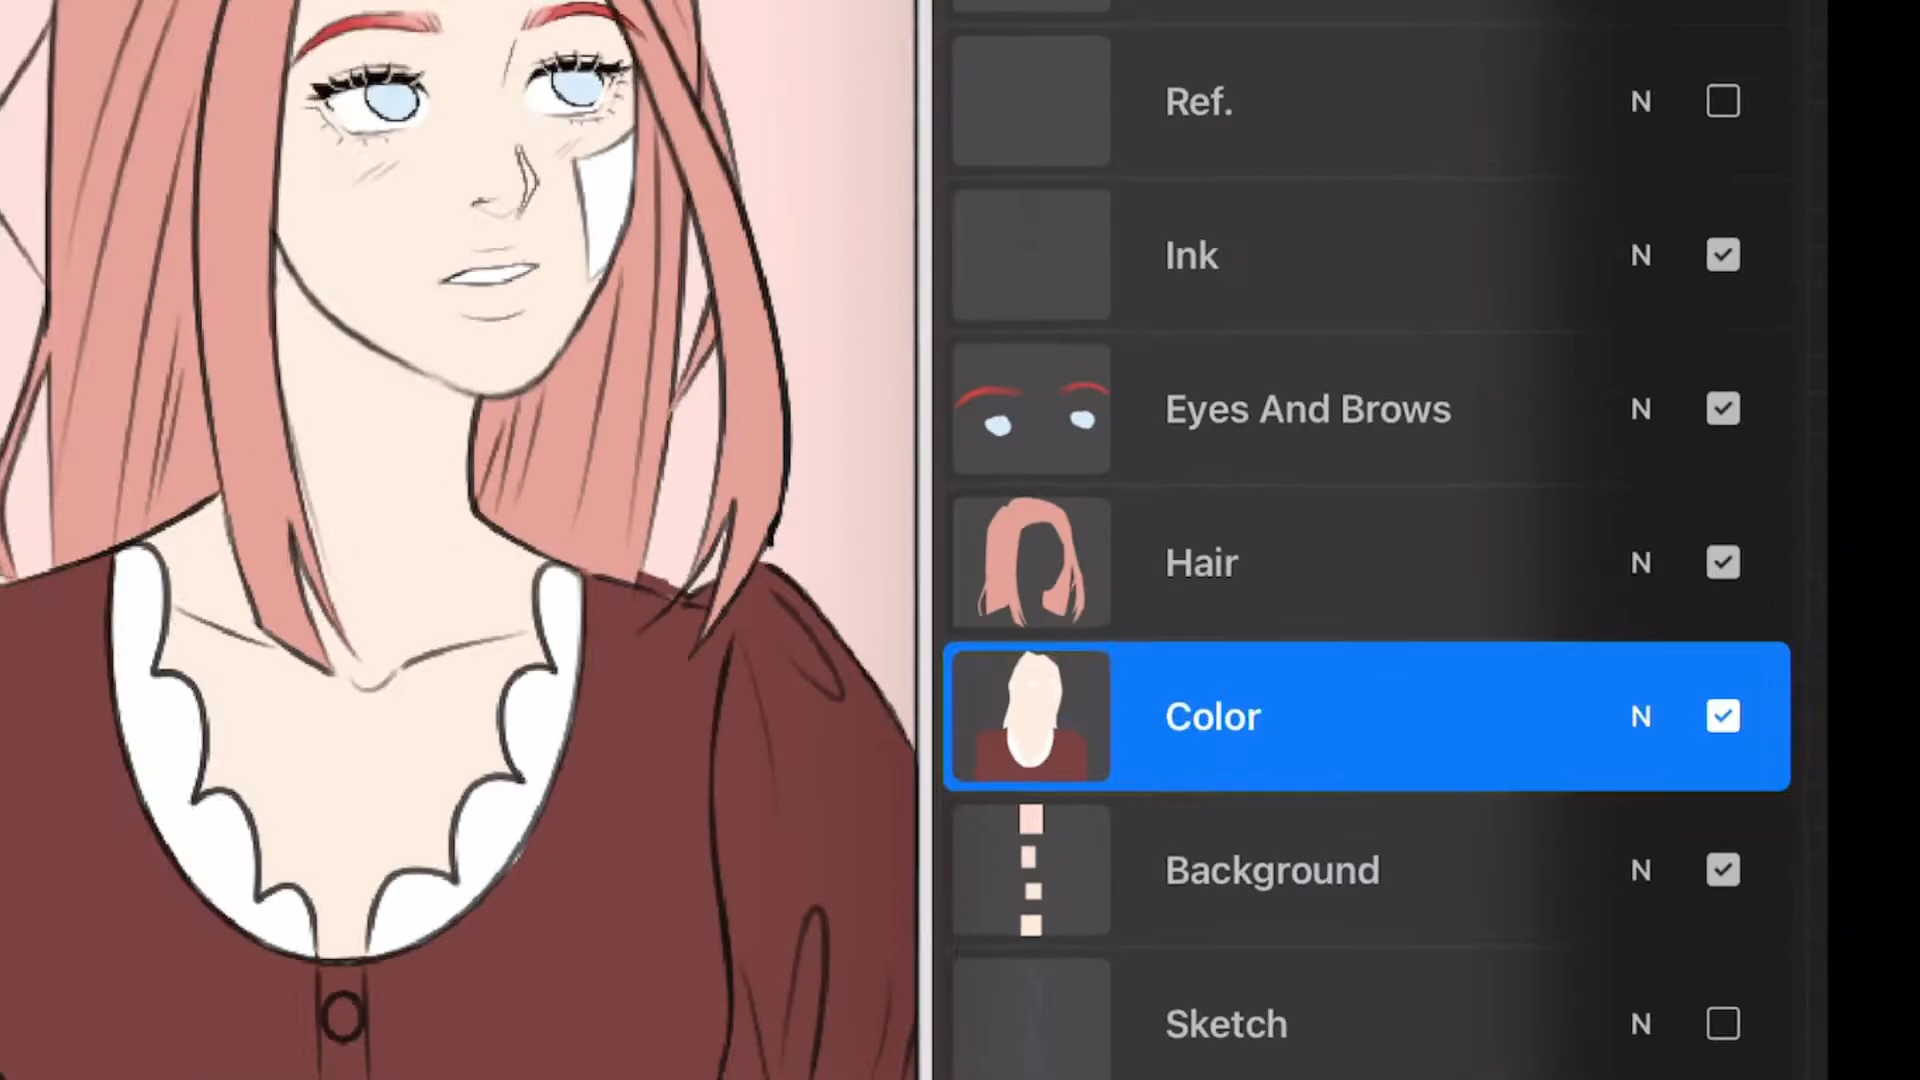 Ref. N
Ink N
Eyes And Brows N
Hair N
Color N
Background N
Sketch N